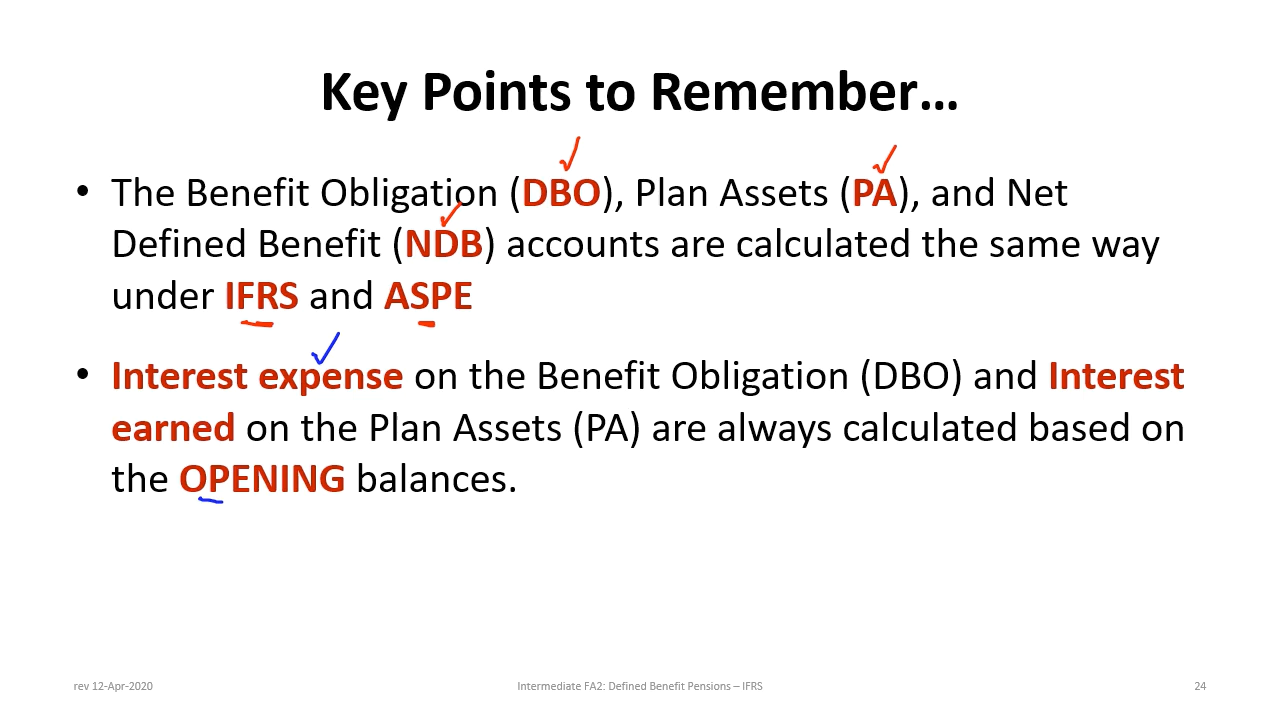 Key Points to Remember…
• The Benefit Obligation (DBO), Plan Assets (PA), and Net
Defined Benefit (NDB) accounts are calculated the same way
under IFRS and ASPE
• Interest expense on the Benefit Obligation (DBO) and Interest
earned on the Plan Assets (PA) are always calculated based on
the OPENING balances.
rev 12-Apr-2020 Intermediate FA2: Defined Benefit Pensions – IFRS 24